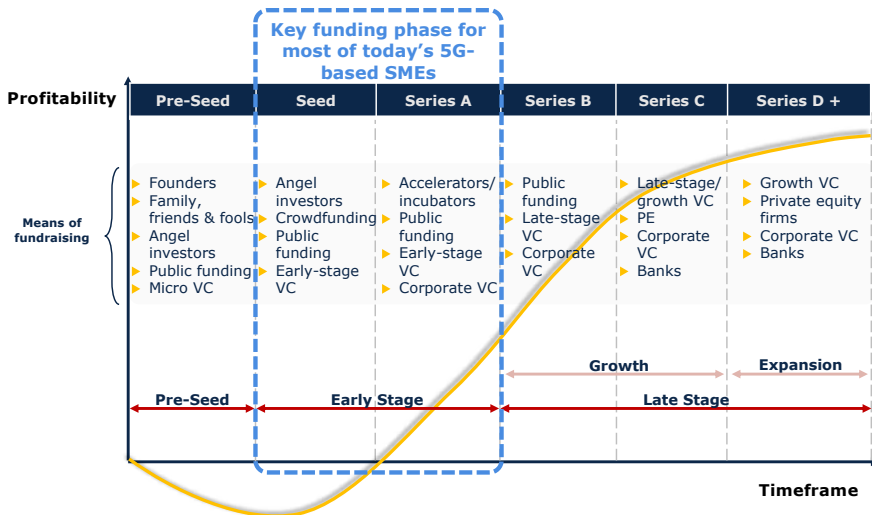 Key funding phase for
most of today's 5G-
based SMEs
Profitability
Pre-Seed
Seed
Series A
Series B
Series C
Series D +
Means of
fundraising
Founders
Family,
friends & fools
Angel
investors
Public funding
Micro VC
Angel
investors
Crowdfunding
Public
funding
Early-stage
VC
Accelerators/
incubators
Public
funding
Early-stage
VC
Corporate VC
Public
funding
Late-stage
VC
Corporate
VC
Late-stage/
growth VC
PE
Corporate
VC
Banks
Growth VC
Private equity
firms
Corporate VC
Banks
Growth
Expansion
Pre-Seed
Early Stage
Late Stage
Timeframe